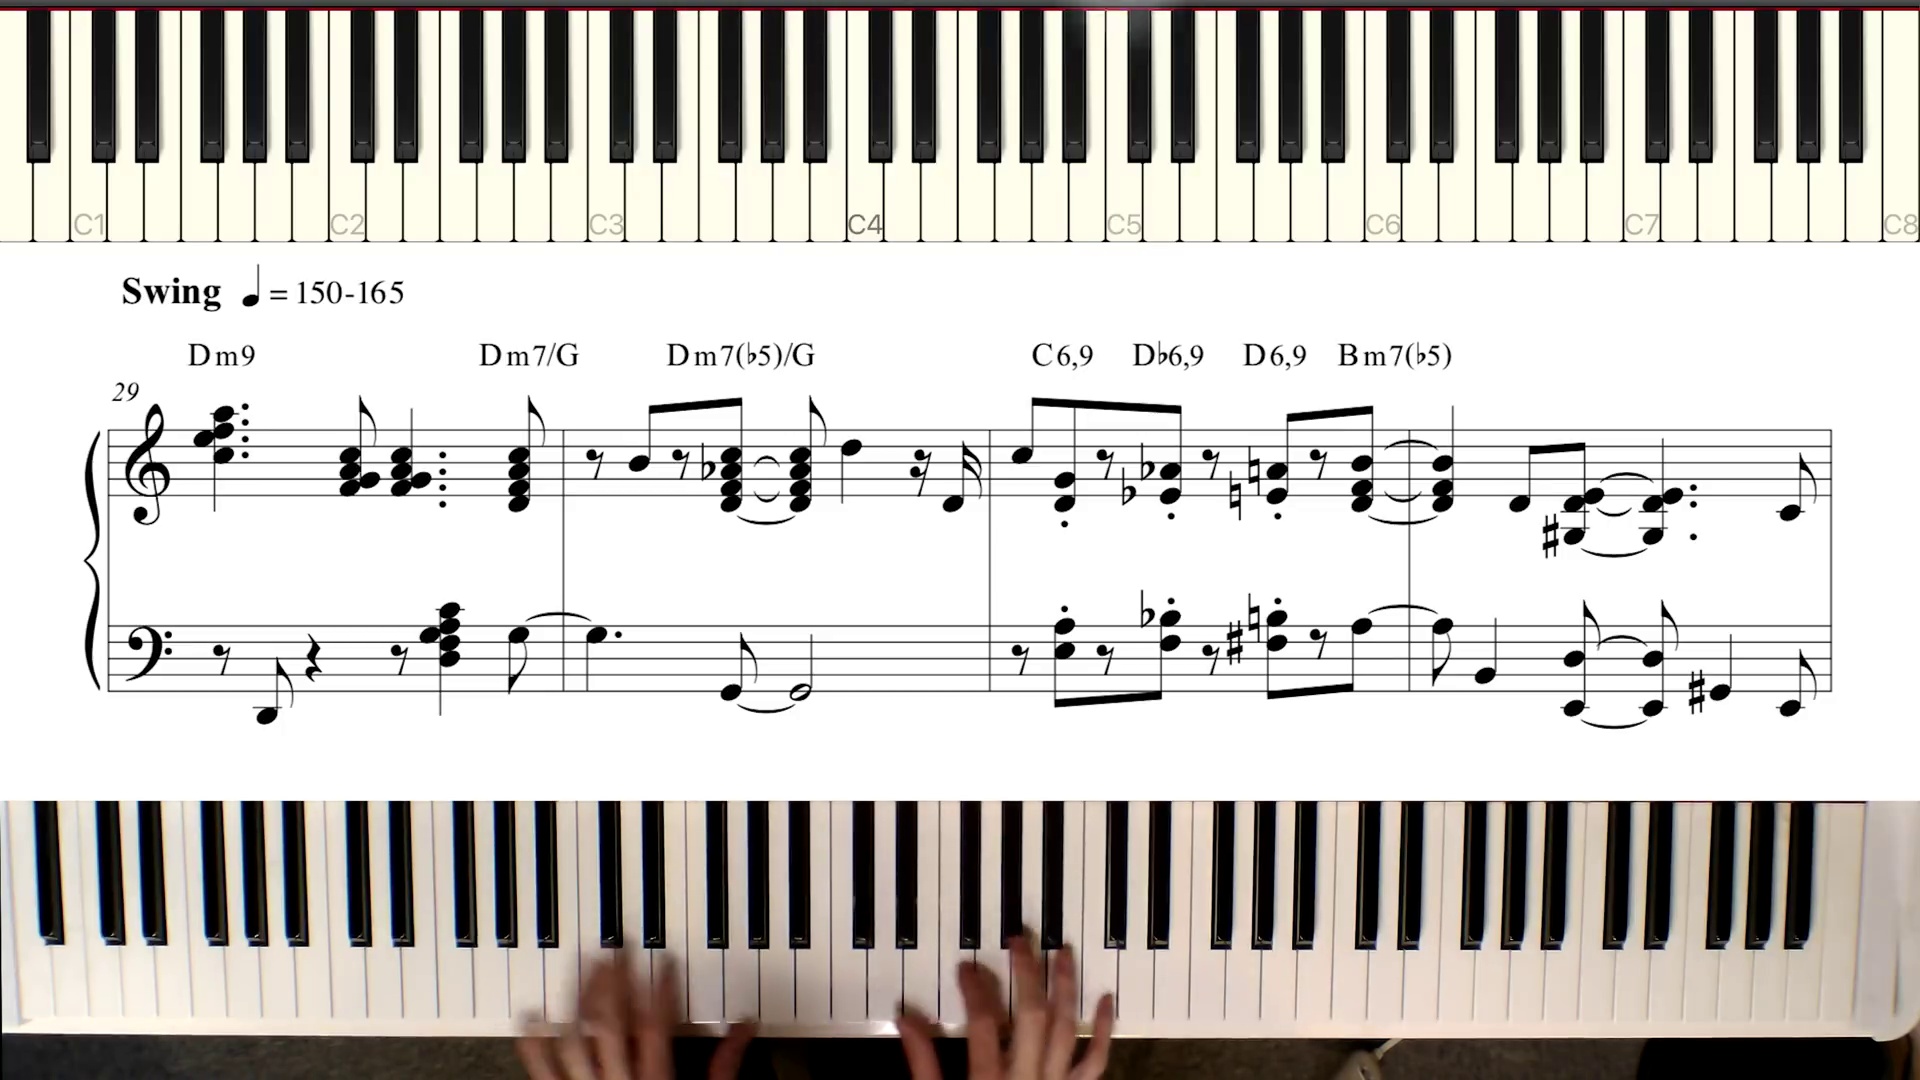 C1 C2 C3 C4 C5 C6 C7 C8
Swing ♩ = 150-165
Dm9 Dm7/G Dm7(♭5)/G C6,9 D♭6,9 D6,9 Bm7(♭5)
29